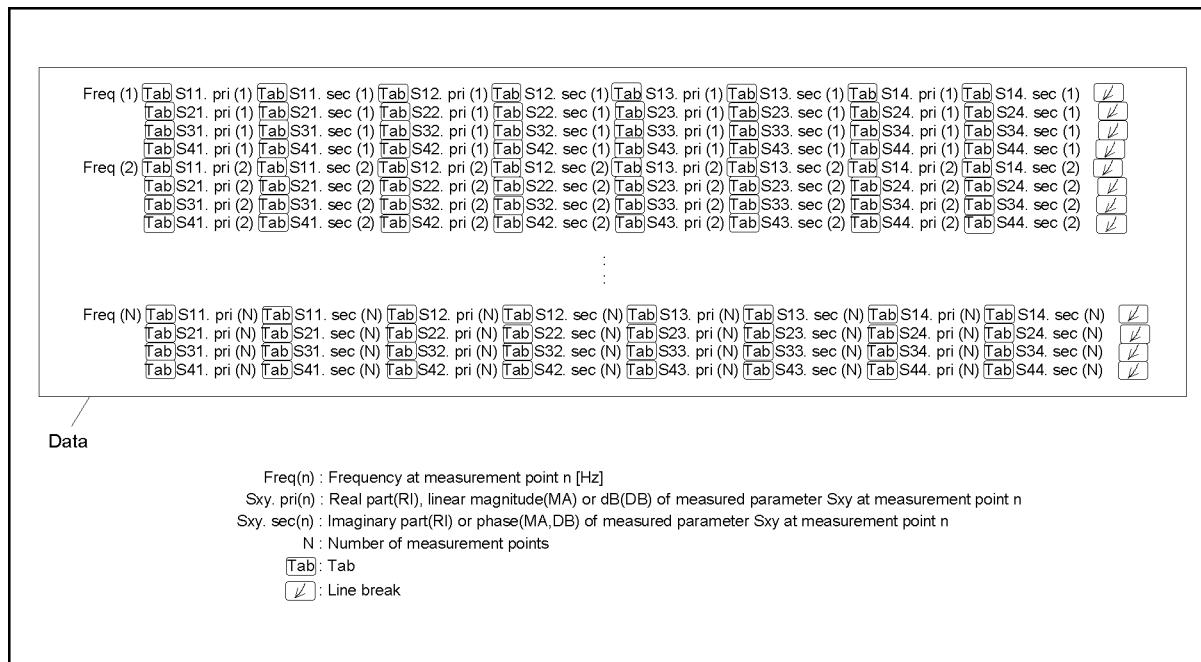 Freq (1) Tab S11. pri (1) Tab S11. sec (1) Tab S12. pri (1) Tab S12. sec (1) Tab S13. pri (1) Tab S13. sec (1) Tab S14. pri (1) Tab S14. sec (1)
Tab S21. pri (1) Tab S21. sec (1) Tab S22. pri (1) Tab S22. sec (1) Tab S23. pri (1) Tab S23. sec (1) Tab S24. pri (1) Tab S24. sec (1)
Tab S31. pri (1) Tab S31. sec (1) Tab S32. pri (1) Tab S32. sec (1) Tab S33. pri (1) Tab S33. sec (1) Tab S34. pri (1) Tab S34. sec (1)
Tab S41. pri (1) Tab S41. sec (1) Tab S42. pri (1) Tab S42. sec (1) Tab S43. pri (1) Tab S43. sec (1) Tab S44. pri (1) Tab S44. sec (1)
Freq (2) Tab S11. pri (2) Tab S11. sec (2) Tab S12. pri (2) Tab S12. sec (2) Tab S13. pri (2) Tab S13. sec (2) Tab S14. pri (2) Tab S14. sec (2)
Tab S21. pri (2) Tab S21. sec (2) Tab S22. pri (2) Tab S22. sec (2) Tab S23. pri (2) Tab S23. sec (2) Tab S24. pri (2) Tab S24. sec (2)
Tab S31. pri (2) Tab S31. sec (2) Tab S32. pri (2) Tab S32. sec (2) Tab S33. pri (2) Tab S33. sec (2) Tab S34. pri (2) Tab S34. sec (2)
Tab S41. pri (2) Tab S41. sec (2) Tab S42. pri (2) Tab S42. sec (2) Tab S43. pri (2) Tab S43. sec (2) Tab S44. pri (2) Tab S44. sec (2)
:
:
Freq (N) Tab S11. pri (N) Tab S11. sec (N) Tab S12. pri (N) Tab S12. sec (N) Tab S13. pri (N) Tab S13. sec (N) Tab S14. pri (N) Tab S14. sec (N)
Tab S21. pri (N) Tab S21. sec (N) Tab S22. pri (N) Tab S22. sec (N) Tab S23. pri (N) Tab S23. sec (N) Tab S24. pri (N) Tab S24. sec (N)
Tab S31. pri (N) Tab S31. sec (N) Tab S32. pri (N) Tab S32. sec (N) Tab S33. pri (N) Tab S33. sec (N) Tab S34. pri (N) Tab S34. sec (N)
Tab S41. pri (N) Tab S41. sec (N) Tab S42. pri (N) Tab S42. sec (N) Tab S43. pri (N) Tab S43. sec (N) Tab S44. pri (N) Tab S44. sec (N)
Data
Freq(n) : Frequency at measurement point n [Hz]
Sxy. pri(n) : Real part(RI), linear magnitude(MA) or dB(DB) of measured parameter Sxy at measurement point n
Sxy. sec(n) : Imaginary part(RI) or phase(MA,DB) of measured parameter Sxy at measurement point n
N : Number of measurement points
Tab : Tab
: Line break